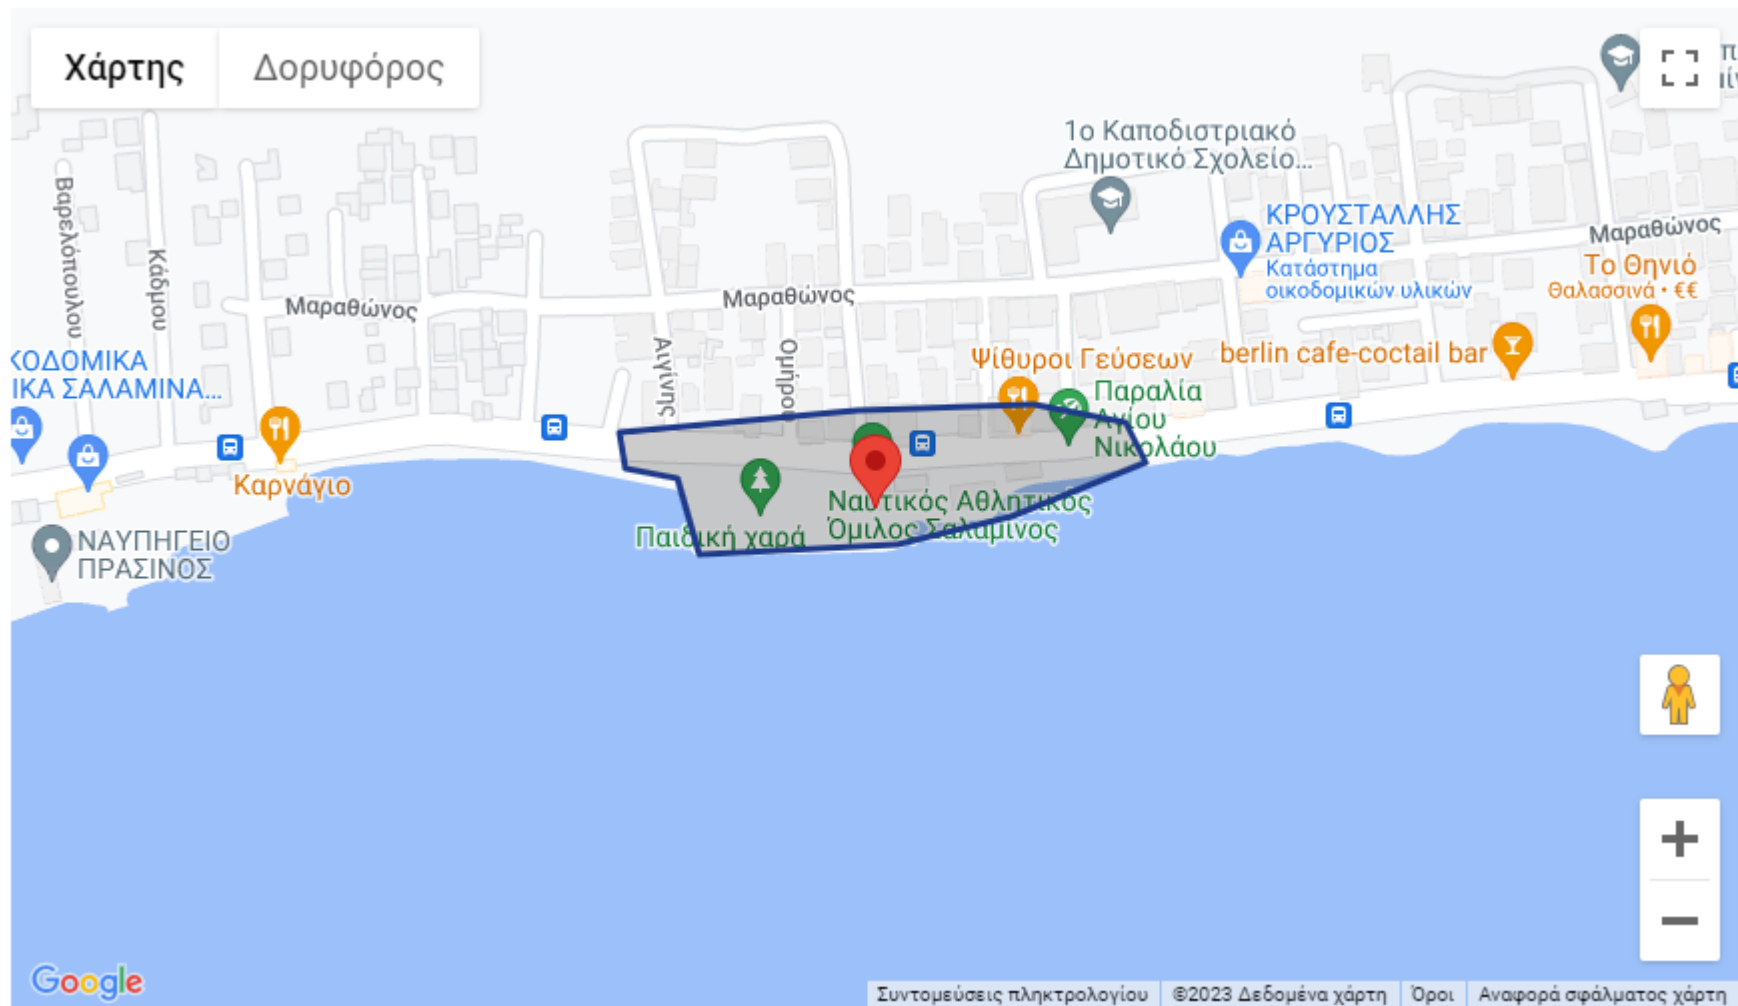 Χάρτης
Δορυφόρος
1ο Καποδιστριακό
Δημοτικό Σχολείο...
Βαρελόπουλου
Κάδμου
ΚΡΟΥΣΤΑΛΛΗΣ
ΑΡΓΥΡΙΟΣ
Κατάστημα
οικοδομικών υλικών
Μαραθώνος
Το Θηνιό
Θαλασσινά • €€
Μαραθώνος
Μαραθώνος
Αιγίνης
Ομήρου
Ψίθυροι Γεύσεων
berlin cafe-coctail bar
ΚΟΔΟΜΙΚΑ
ΙΚΑ ΣΑΛΑΜΙΝΑ...
Παραλία
Αγίου
Νικολάου
Καρνάγιο
Ναυτικός Αθλητικός
Όμιλος Σαλαμίνος
Παιδική χαρά
ΝΑΥΠΗΓΕΙΟ
ΠΡΑΣΙΝΟΣ
Google
Συντομεύσεις πληκτρολογίου
©2023 Δεδομένα χάρτη
Όροι
Αναφορά σφάλματος χάρτη